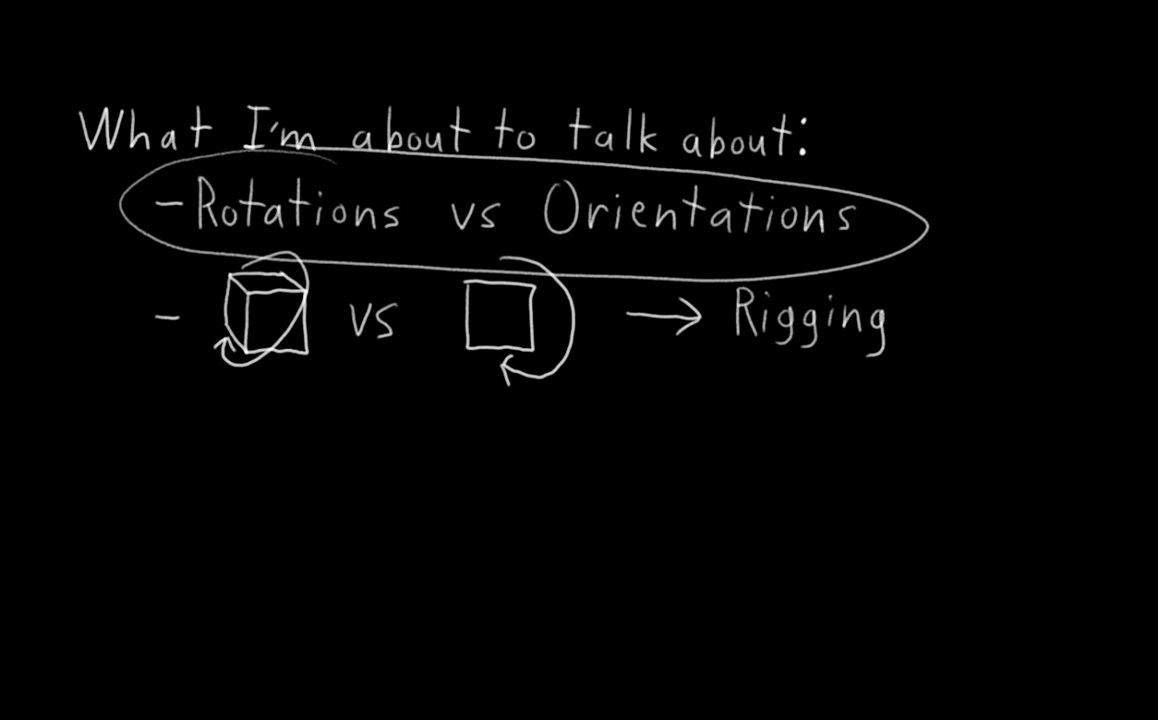 What I'm about to talk about:
- Rotations vs Orientations
- vs → Rigging